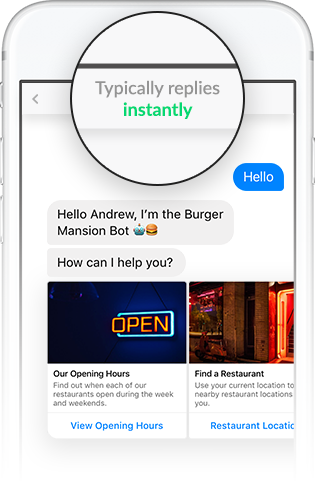 Typically replies
instantly
Hello
Hello Andrew, I'm the Burger
Mansion Bot 🤖🍔
How can I help you?
OPEN
Our Opening Hours
Find out when each of our
restaurants open during the week
and weekends.
View Opening Hours
Find a Restaurant
Use your current location to
nearby restaurant locations
you.
Restaurant Locatio